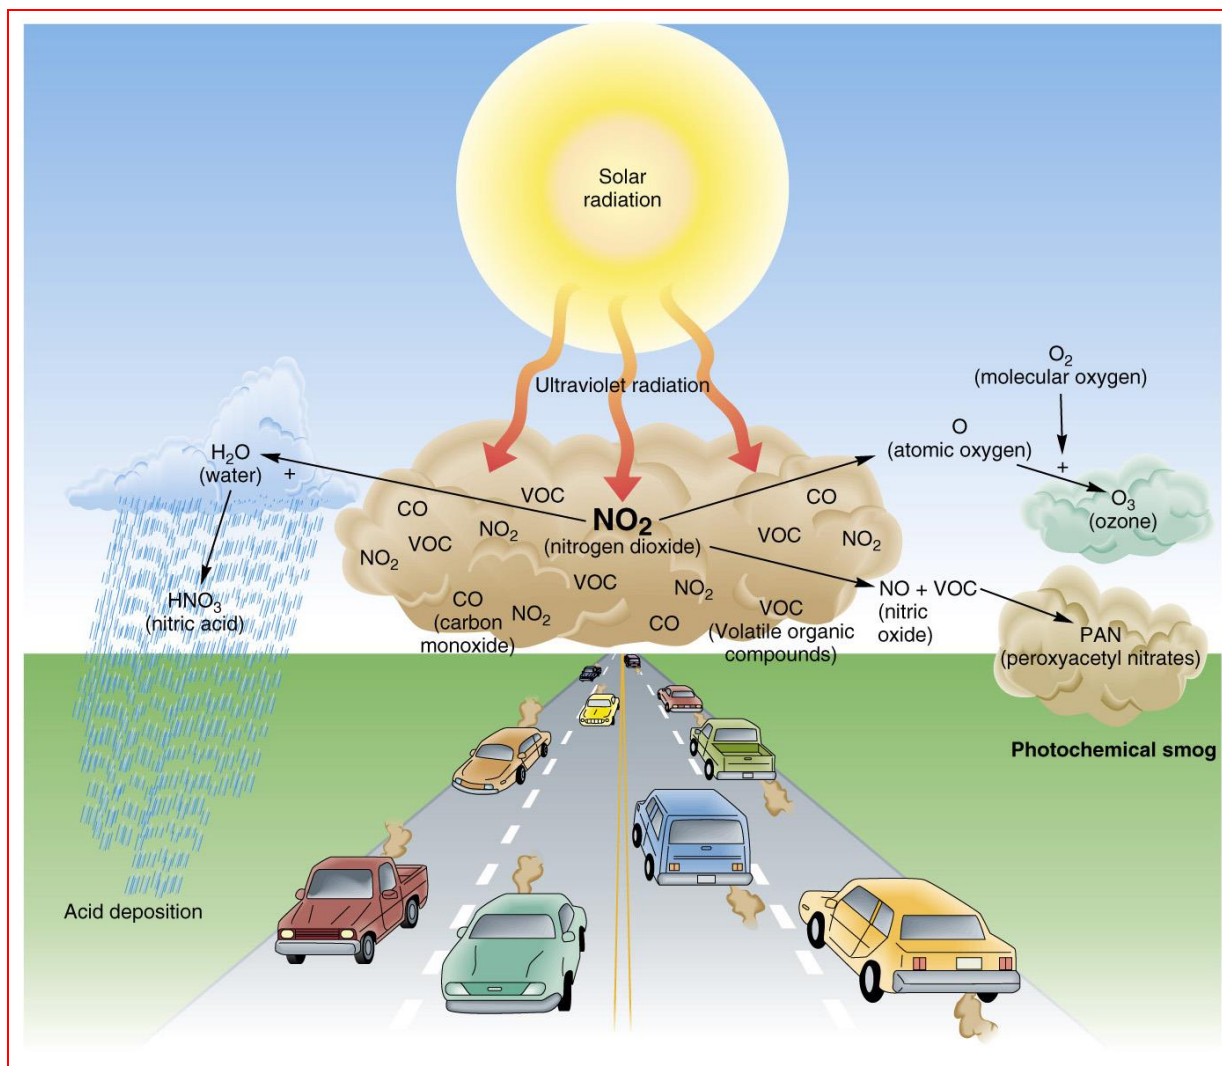 Solar
radiation
Ultraviolet radiation
O₂
(molecular oxygen)
O
(atomic oxygen)
+
O₃
(ozone)
H₂O
(water)
+
HNO₃
(nitric acid)
Acid deposition
CO
VOC
NO₂
VOC
NO₂
NO₂
(nitrogen dioxide)
CO
VOC
NO₂
VOC
NO₂
CO
(carbon
monoxide)
NO₂
CO
VOC
(Volatile organic
compounds)
NO + VOC
(nitric
oxide)
PAN
(peroxyacetyl nitrates)
Photochemical smog